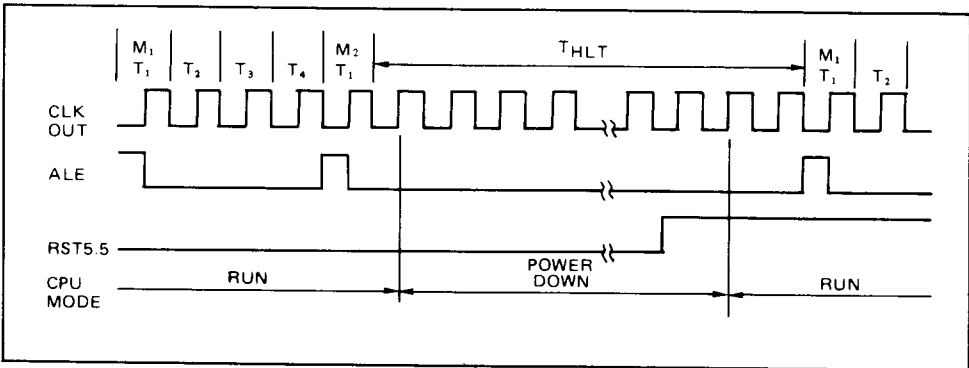 M₁ M₂ T_HLT M₁
T₁ T₂ T₃ T₄ T₁ T₁ T₂
CLK
OUT
ALE
RST5.5
CPU
MODE
RUN
POWER
DOWN
RUN